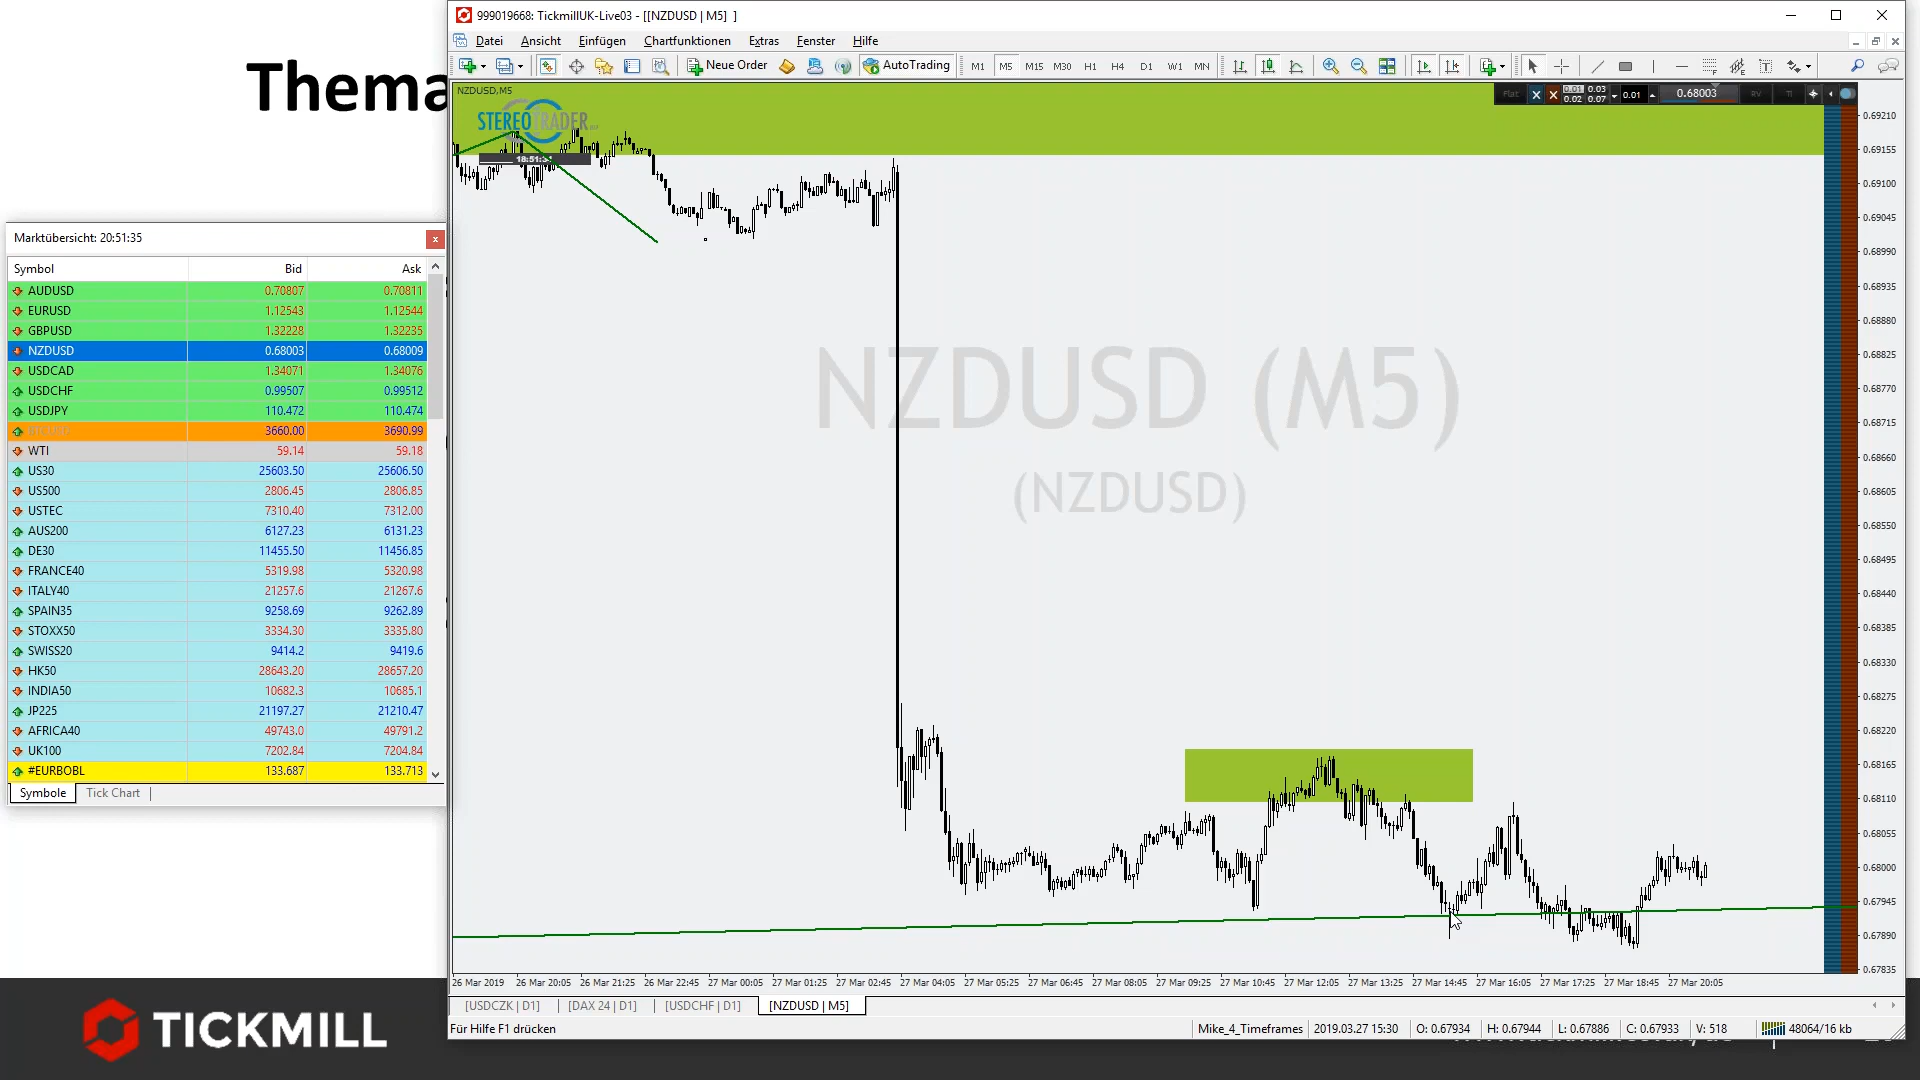 Thema
999019668: TickmillUK-Live03 - [[NZDUSD | M5] ]
Datei Ansicht Einfügen Chartfunktionen Extras Fenster Hilfe
New Order AutoTrading M1 M5 M15 M30 H1 H4 D1 W1 MN
NZDUSD,M5
STEREOTRADER
18:51:31
Flat 0.01 0.03 0.02 0.07 0.01 0.68003
NZDUSD (M5)
(NZDUSD)
0.69210
0.69155
0.69100
0.69045
0.68990
0.68935
0.68880
0.68825
0.68770
0.68715
0.68660
0.68605
0.68550
0.68495
0.68440
0.68385
0.68330
0.68275
0.68220
0.68165
0.68110
0.68055
0.68000
0.67945
0.67890
0.67835
26 Mar 2019 26 Mar 20:05 26 Mar 21:25 26 Mar 22:45 27 Mar 00:05 27 Mar 01:25 27 Mar 02:45 27 Mar 04:05 27 Mar 05:25 27 Mar 06:45 27 Mar 08:05 27 Mar 09:25 27 Mar 10:45 27 Mar 12:05 27 Mar 13:25 27 Mar 14:45 27 Mar 16:05 27 Mar 17:25 27 Mar 18:45 27 Mar 20:05
[USDCZK | D1] [DAX 24 | D1] [USDCHF | D1] [NZDUSD | M5]
Für Hilfe F1 drücken Mike_4_Timeframes 2019.03.27 15:30 O: 0.67934 H: 0.67944 L: 0.67886 C: 0.67933 V: 518 48064/16 kb
Marktübersicht: 20:51:35
Symbol Bid Ask
AUDUSD 0.70807 0.70811
EURUSD 1.12543 1.12544
GBPUSD 1.32228 1.32235
NZDUSD 0.68003 0.68009
USDCAD 1.34071 1.34076
USDCHF 0.99507 0.99512
USDJPY 110.472 110.474
3660.00 3690.99
WTI 59.14 59.18
US30 25603.50 25606.50
US500 2806.45 2806.85
USTEC 7310.40 7312.00
AUS200 6127.23 6131.23
DE30 11455.50 11456.85
FRANCE40 5319.98 5320.98
ITALY40 21257.6 21267.6
SPAIN35 9258.69 9262.89
STOXX50 3334.30 3335.80
SWISS20 9414.2 9419.6
HK50 28643.20 28657.20
INDIA50 10682.3 10685.1
JP225 21197.27 21210.47
AFRICA40 49743.0 49791.2
UK100 7202.84 7204.84
#EURBOBL 133.687 133.713
Symbole Tick Chart
TICKMILL